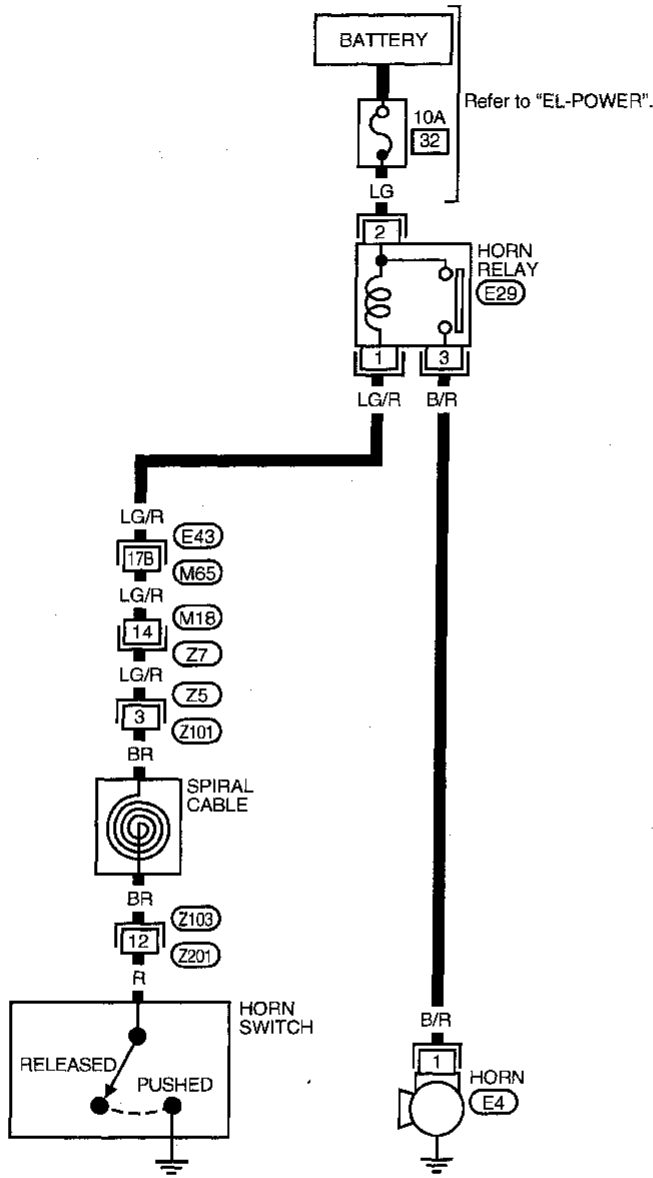 BATTERY
Refer to "EL-POWER".
10A
32
LG
2
HORN
RELAY
E29
1
3
LG/R
B/R
LG/R
E43
17B
M65
LG/R
M18
14
Z7
LG/R
Z5
3
Z101
BR
SPIRAL
CABLE
BR
Z103
12
Z201
R
HORN
SWITCH
RELEASED
PUSHED
B/R
1
HORN
E4